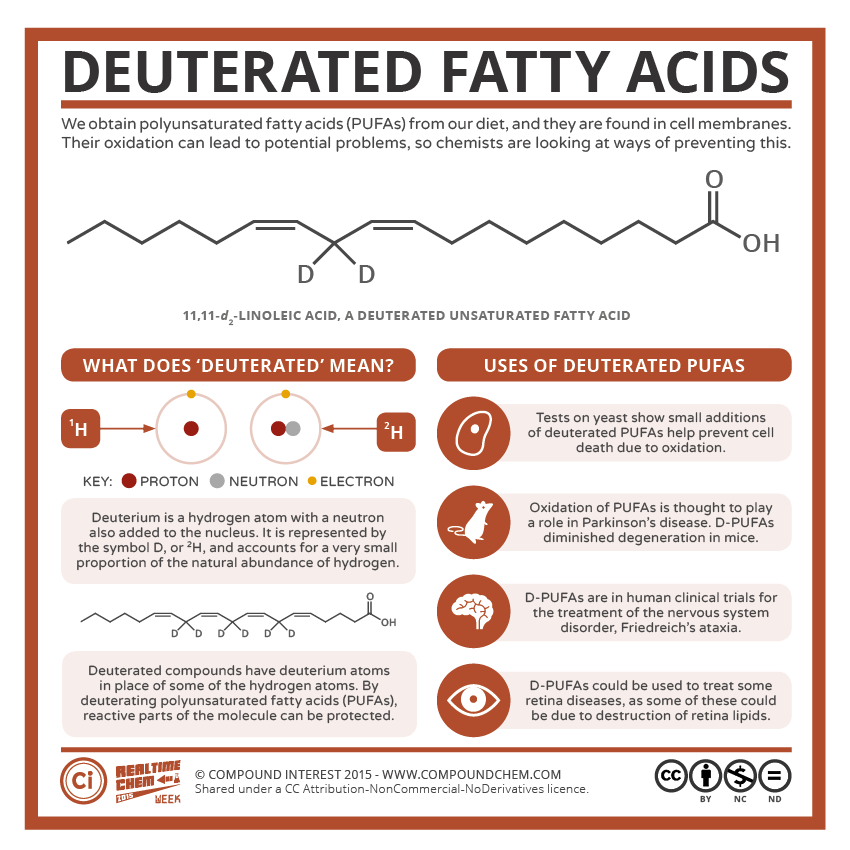 DEUTERATED FATTY ACIDS
We obtain polyunsaturated fatty acids (PUFAs) from our diet, and they are found in cell membranes.
Their oxidation can lead to potential problems, so chemists are looking at ways of preventing this.
O
OH
D D
11,11-d₂-LINOLEIC ACID, A DEUTERATED UNSATURATED FATTY ACID
WHAT DOES ‘DEUTERATED’ MEAN?
¹H
²H
KEY: PROTON NEUTRON ELECTRON
Deuterium is a hydrogen atom with a neutron
also added to the nucleus. It is represented by
the symbol D, or ²H, and accounts for a very small
proportion of the natural abundance of hydrogen.
O
OH
D D D D D D
Deuterated compounds have deuterium atoms
in place of some of the hydrogen atoms. By
deuterating polyunsaturated fatty acids (PUFAs),
reactive parts of the molecule can be protected.
USES OF DEUTERATED PUFAS
Tests on yeast show small additions
of deuterated PUFAs help prevent cell
death due to oxidation.
Oxidation of PUFAs is thought to play
a role in Parkinson’s disease. D-PUFAs
diminished degeneration in mice.
D-PUFAs are in human clinical trials for
the treatment of the nervous system
disorder, Friedreich’s ataxia.
D-PUFAs could be used to treat some
retina diseases, as some of these could
be due to destruction of retina lipids.
Ci
REALTIME
CHEM
2015 WEEK
© COMPOUND INTEREST 2015 - WWW.COMPOUNDCHEM.COM
Shared under a CC Attribution-NonCommercial-NoDerivatives licence.
CC
BY NC ND